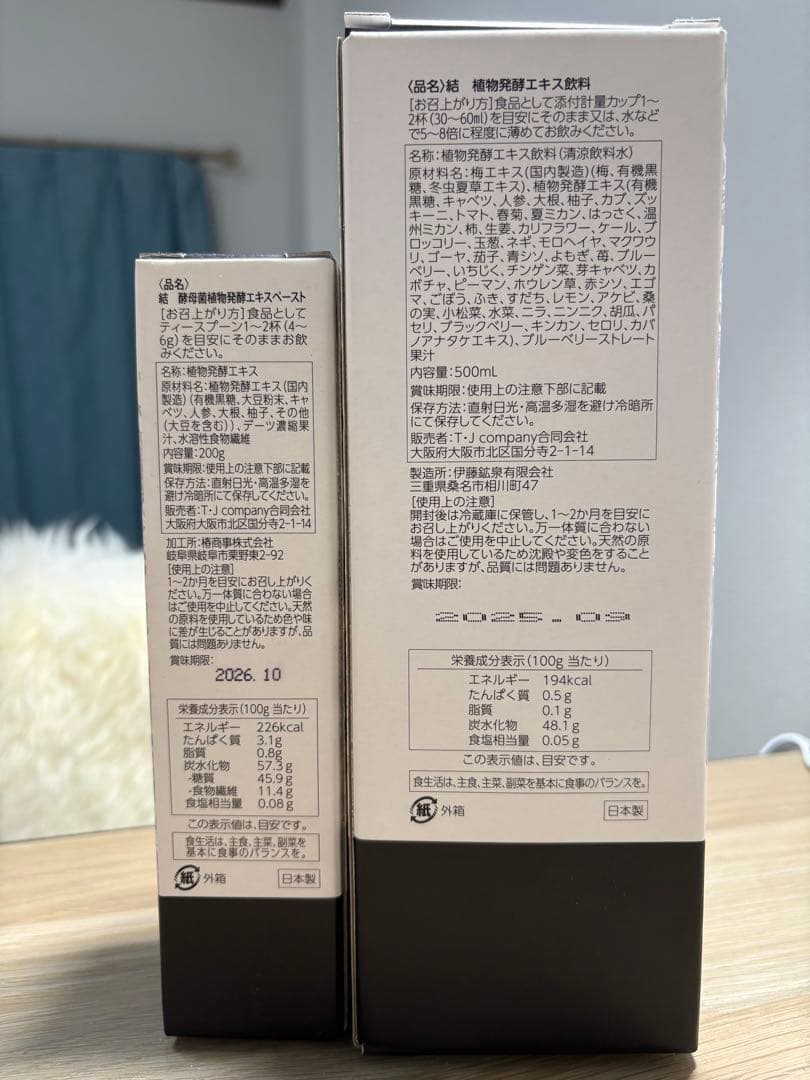 〈品名〉
結　酵母菌植物発酵エキスペースト
[お召上がり方]食品として
ティースプーン1〜2杯(4〜
6g)を目安にそのままお飲
みください。
名称:植物発酵エキス
原材料名:植物発酵エキス(国内
製造)(有機黒糖、大豆粉末、キャ
ベツ、人参、大根、柚子、その他
(大豆を含む))、デーツ濃縮果
汁、水溶性食物繊維
内容量:200g
賞味期限:使用上の注意下部に記載
保存方法:直射日光・高温多湿を
避け冷暗所にて保存してください。
販売者:T・J company合同会社
大阪府大阪市北区国分寺2-1-14
加工所:椿商事株式会社
岐阜県岐阜市栗野東2-92
[使用上の注意]
1〜2か月を目安にお召し上がりく
ださい。万一体質に合わない場合
はご使用を中止してください。天然
の原料を使用しているため色や味
に差が生じることがありますが、品
質には問題ありません。
賞味期限:
2026.10
栄養成分表示(100g当たり)
エネルギー 226kcal
たんぱく質 3.1g
脂質 0.8g
炭水化物 57.3g
-糖質 45.9g
-食物繊維 11.4g
食塩相当量 0.08g
この表示値は、目安です。
食生活は、主食、主菜、副菜を
基本に食事のバランスを。
紙 外箱 日本製
〈品名〉結　植物発酵エキス飲料
[お召上がり方]食品として添付計量カップ1〜
2杯(30〜60ml)を目安にそのまま又は、水など
で5〜8倍に程度に薄めてお飲みください。
名称:植物発酵エキス飲料(清涼飲料水)
原材料名:梅エキス(国内製造)(梅、有機黒
糖、冬虫夏草エキス)、植物発酵エキス(有機
黒糖、キャベツ、人参、大根、柚子、カブ、ズッ
キーニ、トマト、春菊、夏ミカン、はっさく、温
州ミカン、柿、生姜、カリフラワー、ケール、ブ
ロッコリー、玉葱、ネギ、モロヘイヤ、マクワウ
リ、ゴーヤ、茄子、青シソ、よもぎ、苺、ブルー
ベリー、いちじく、チンゲン菜、芽キャベツ、カ
ボチャ、ピーマン、ホウレン草、赤シソ、エゴ
マ、ごぼう、ふき、すだち、レモン、アケビ、桑
の実、小松菜、水菜、ニラ、ニンニク、胡瓜、パ
セリ、ブラックベリー、キンカン、セロリ、カバ
ノアナタケエキス)、ブルーベリーストレート
果汁
内容量:500mL
賞味期限:使用上の注意下部に記載
保存方法:直射日光・高温多湿を避け冷暗所
にて保存してください。
販売者:T・J company合同会社
大阪府大阪市北区国分寺2-1-14
製造所:伊藤鉱泉有限会社
三重県桑名市相川町47
[使用上の注意]
開封後は冷蔵庫に保管し、1〜2か月を目安に
お召し上がりください。万一体質に合わない
場合はご使用を中止してください。天然の原
料を使用しているため沈殿や変色をすること
がありますが、品質には問題ありません。
賞味期限:
2025.09
栄養成分表示(100g当たり)
エネルギー 194kcal
たんぱく質 0.5g
脂質 0.1g
炭水化物 48.1g
食塩相当量 0.05g
この表示値は、目安です。
食生活は、主食、主菜、副菜を基本に食事のバランスを。
紙 外箱 日本製